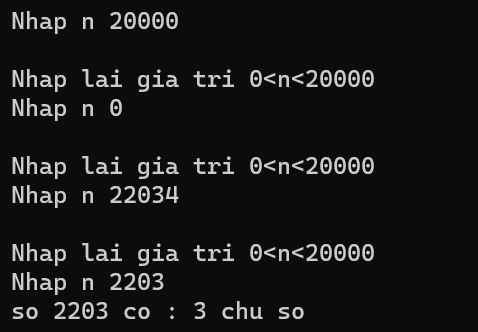 Nhap n 20000
Nhap lai gia tri 0<n<20000
Nhap n 0
Nhap lai gia tri 0<n<20000
Nhap n 22034
Nhap lai gia tri 0<n<20000
Nhap n 2203
so 2203 co : 3 chu so